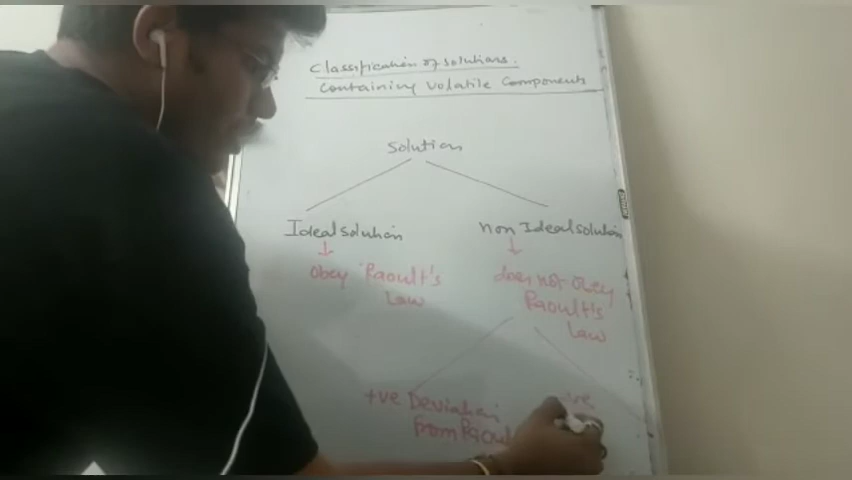 Classification of solutions.
Containing Volatile Components
Solution
Ideal solution
non Ideal solution
obey Raoult's
Law
does not obey
Raoult's
Law
+ve Deviation
from
-ve